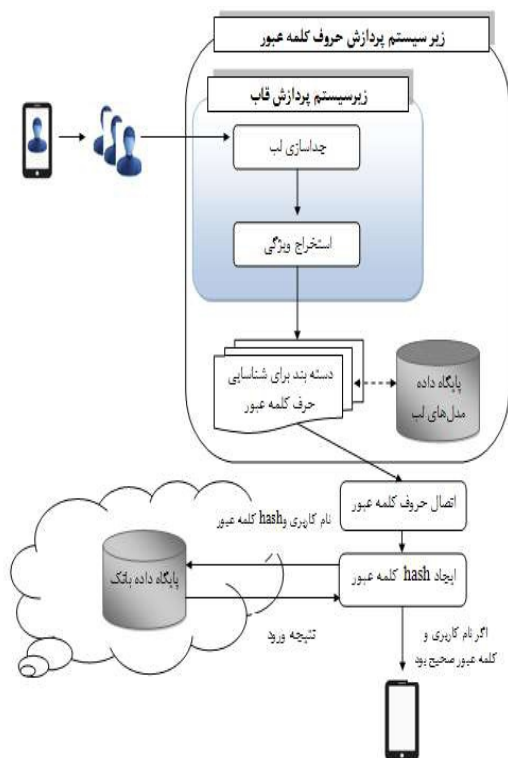 زیر سیستم پردازش حروف کلمه عبور
زیرسیستم پردازش قاب
جداسازی لب
استخراج ویژگی
دسته بند برای شناسایی
حرف کلمه عبور
پایگاه داده
مدل‌های لب
اتصال حروف کلمه عبور
نام کاربری وhash کلمه عبور
ایجاد hash کلمه عبور
پایگاه داده بانک
نتیجه ورود
اگر نام کاربری و
کلمه عبور صحیح بود